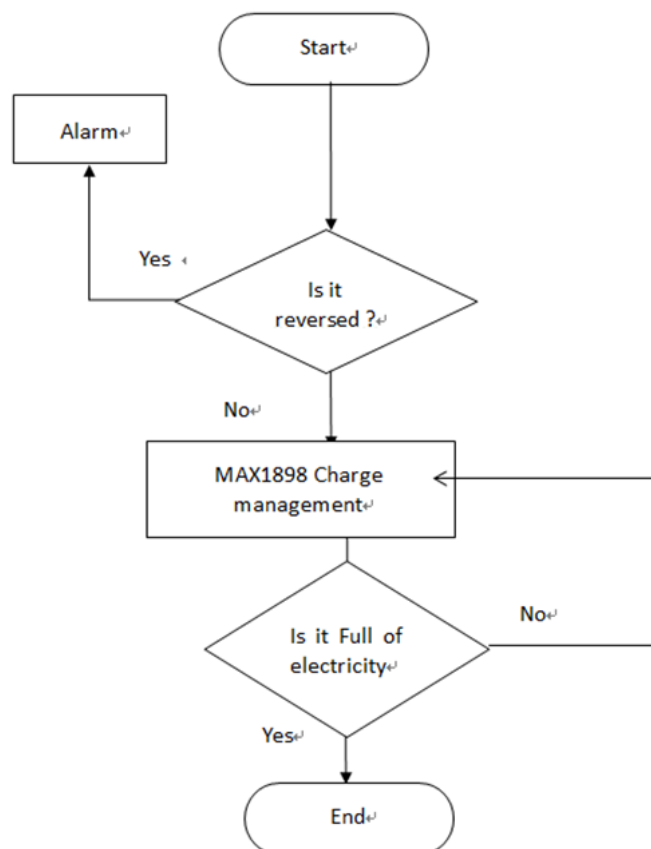 Start
Alarm
Yes
Is it
reversed ?
No
MAX1898 Charge
management
No
Is it Full of
electricity
Yes
End